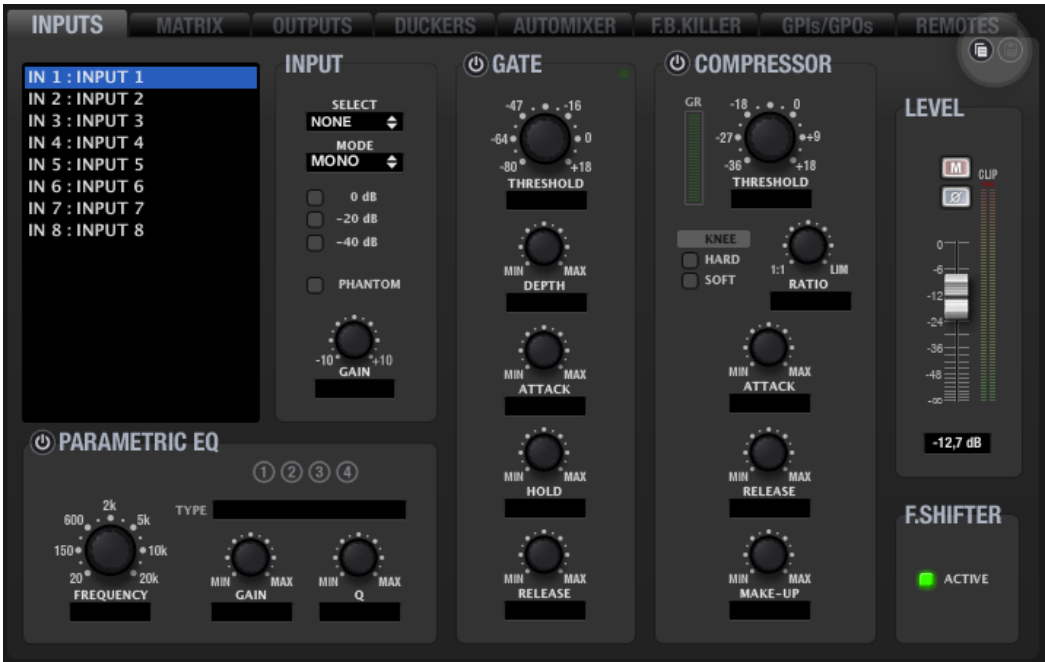 INPUTS
MATRIX
OUTPUTS
DUCKERS
AUTOMIXER
F.B.KILLER
GPIs/GPOs
REMOTES
IN 1 : INPUT 1
IN 2 : INPUT 2
IN 3 : INPUT 3
IN 4 : INPUT 4
IN 5 : INPUT 5
IN 6 : INPUT 6
IN 7 : INPUT 7
IN 8 : INPUT 8
INPUT
SELECT
NONE
MODE
MONO
0 dB
-20 dB
-40 dB
PHANTOM
-10 +10
GAIN
GATE
-47 -16
-64 0
-80 +18
THRESHOLD
MIN MAX
DEPTH
MIN MAX
ATTACK
MIN MAX
HOLD
MIN MAX
RELEASE
COMPRESSOR
GR
-18 0
-27 +9
-36 +18
THRESHOLD
KNEE
HARD
SOFT
1:1 LIM
RATIO
MIN MAX
ATTACK
MIN MAX
RELEASE
MIN MAX
MAKE-UP
LEVEL
M
CLIP
Ø
0
-6
-12
-24
-36
-48
-∞
-12,7 dB
F.SHIFTER
ACTIVE
PARAMETRIC EQ
1 2 3 4
TYPE
2k
600 5k
150 10k
20 20k
FREQUENCY
MIN MAX
GAIN
MIN MAX
Q